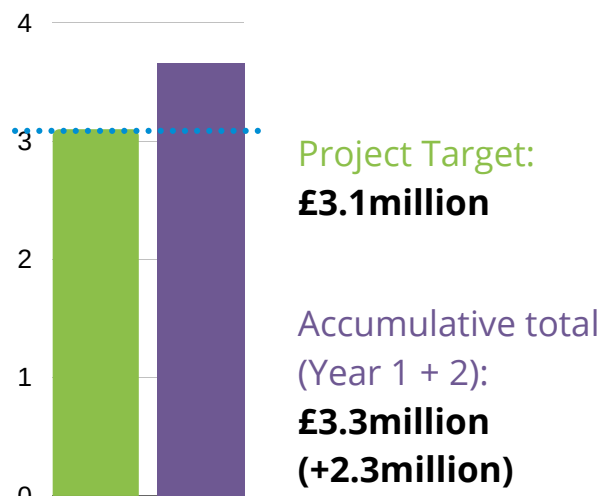 4
3
2
1
0
Project Target:
£3.1million
Accumulative total
(Year 1 + 2):
£3.3million
(+2.3million)